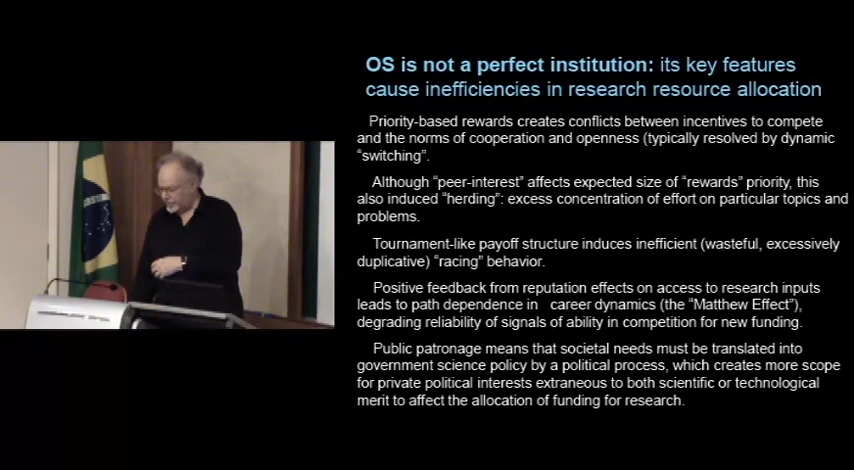 OS is not a perfect institution: its key features
cause inefficiencies in research resource allocation
Priority-based rewards creates conflicts between incentives to compete
and the norms of cooperation and openness (typically resolved by dynamic
“switching”.
Although “peer-interest” affects expected size of “rewards” priority, this
also induced “herding”: excess concentration of effort on particular topics and
problems.
Tournament-like payoff structure induces inefficient (wasteful, excessively
duplicative) “racing” behavior.
Positive feedback from reputation effects on access to research inputs
leads to path dependence in career dynamics (the “Matthew Effect”),
degrading reliability of signals of ability in competition for new funding.
Public patronage means that societal needs must be translated into
government science policy by a political process, which creates more scope
for private political interests extraneous to both scientific or technological
merit to affect the allocation of funding for research.